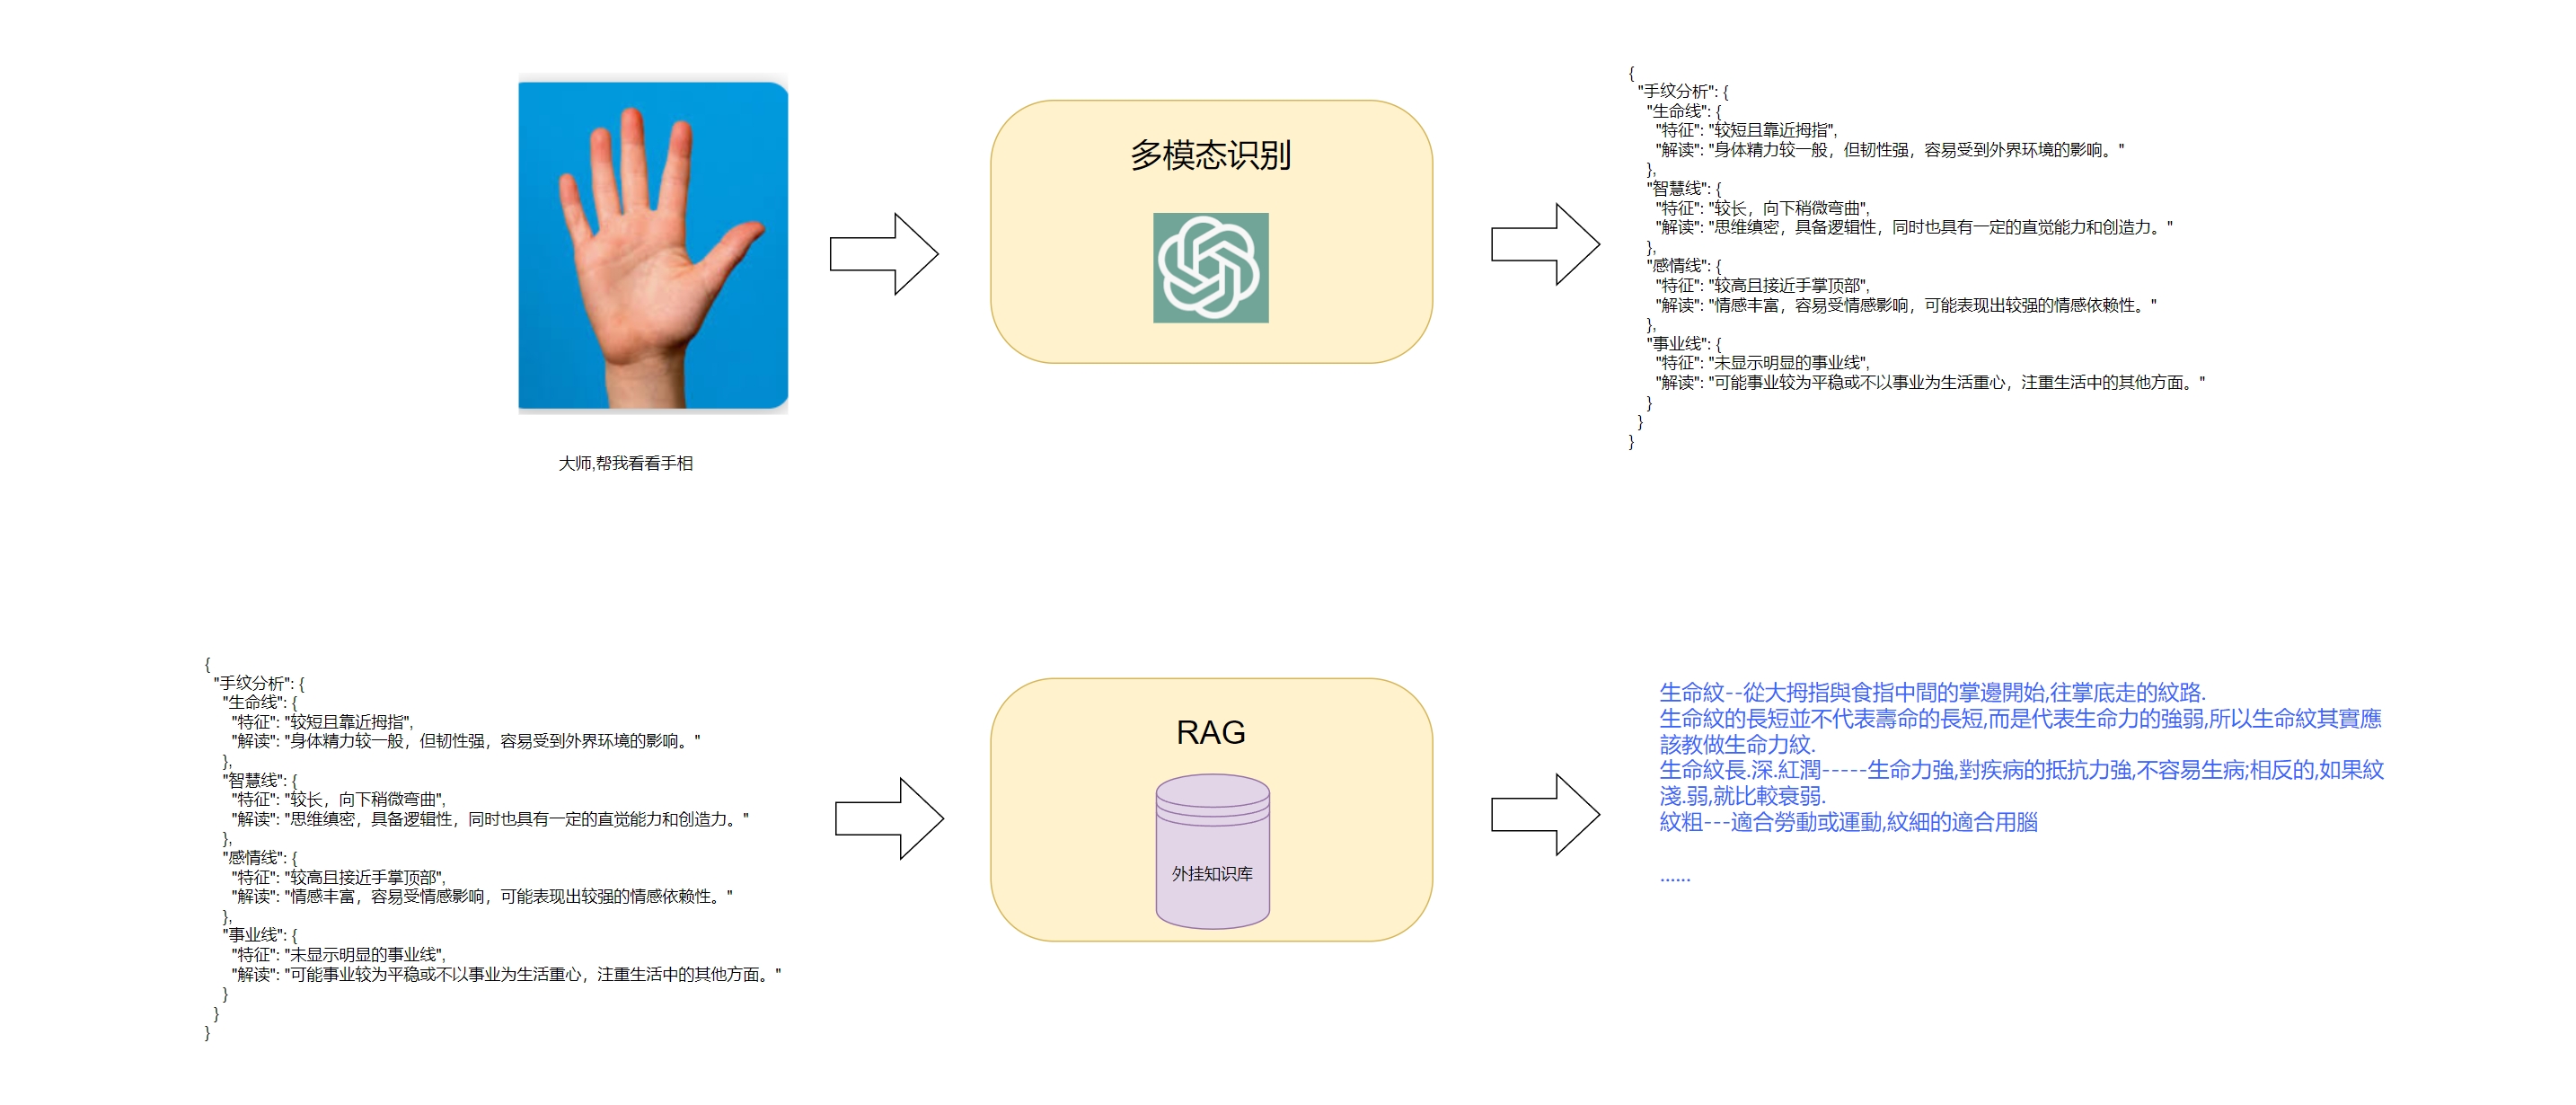 大师,帮我看看手相
多模态识别
{
"手纹分析": {
"生命线": {
"特征": "较短且靠近拇指",
"解读": "身体精力较一般，但韧性强，容易受到外界环境的影响。"
},
"智慧线": {
"特征": "较长，向下稍微弯曲",
"解读": "思维缜密，具备逻辑性，同时也具有一定的直觉能力和创造力。"
},
"感情线": {
"特征": "较高且接近手掌顶部",
"解读": "情感丰富，容易受情感影响，可能表现出较强的情感依赖性。"
},
"事业线": {
"特征": "未显示明显的事业线",
"解读": "可能事业较为平稳或不以事业为生活重心，注重生活中的其他方面。"
}
}
}
{
"手纹分析": {
"生命线": {
"特征": "较短且靠近拇指",
"解读": "身体精力较一般，但韧性强，容易受到外界环境的影响。"
},
"智慧线": {
"特征": "较长，向下稍微弯曲",
"解读": "思维缜密，具备逻辑性，同时也具有一定的直觉能力和创造力。"
},
"感情线": {
"特征": "较高且接近手掌顶部",
"解读": "情感丰富，容易受情感影响，可能表现出较强的情感依赖性。"
},
"事业线": {
"特征": "未显示明显的事业线",
"解读": "可能事业较为平稳或不以事业为生活重心，注重生活中的其他方面。"
}
}
}
RAG
外挂知识库
生命紋--從大拇指與食指中間的掌邊開始,往掌底走的紋路.
生命紋的長短並不代表壽命的長短,而是代表生命力的強弱,所以生命紋其實應
該教做生命力紋.
生命紋長.深.紅潤-----生命力強,對疾病的抵抗力強,不容易生病;相反的,如果紋
淺.弱,就比較衰弱.
紋粗---適合勞動或運動,紋細的適合用腦
......